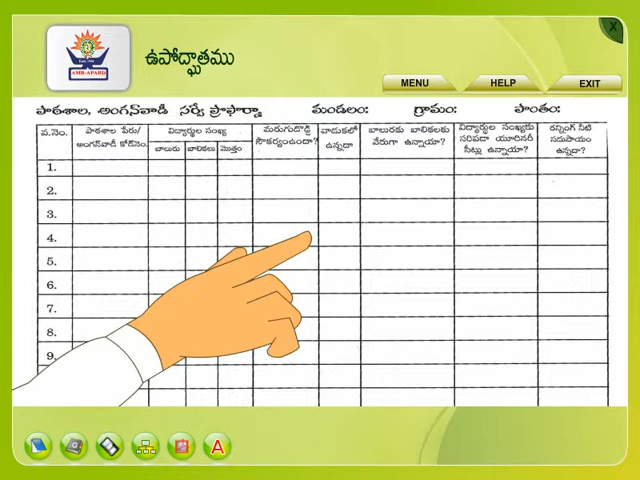 X
ఉపోద్ఘాతము
AMR-APARD
MENU HELP EXIT
పాఠశాల, అంగన్‌వాడీ సర్వే ప్రొఫార్మా మండలం: గ్రామం: పాంతం:
వ.నెం.
పాఠశాల పేరు/
అంగన్‌వాడీ కోడ్‌నెం.
విద్యార్థుల సంఖ్య
బాలురు బాలికలు మొత్తం
మరుగుదొడ్డి
సౌకర్యంఉందా?
వాడుకలో
ఉన్నదా
బాలురకు బాలికలకు
వేరుగా ఉన్నాయా?
విద్యార్థుల సంఖ్యకు
సరిపడా యూరినరీ
సీట్లు ఉన్నాయా?
రన్నింగ్ నీటి
సదుపాయం
ఉన్నదా?
1.
2.
3.
4.
5.
6.
7.
8.
9.
A